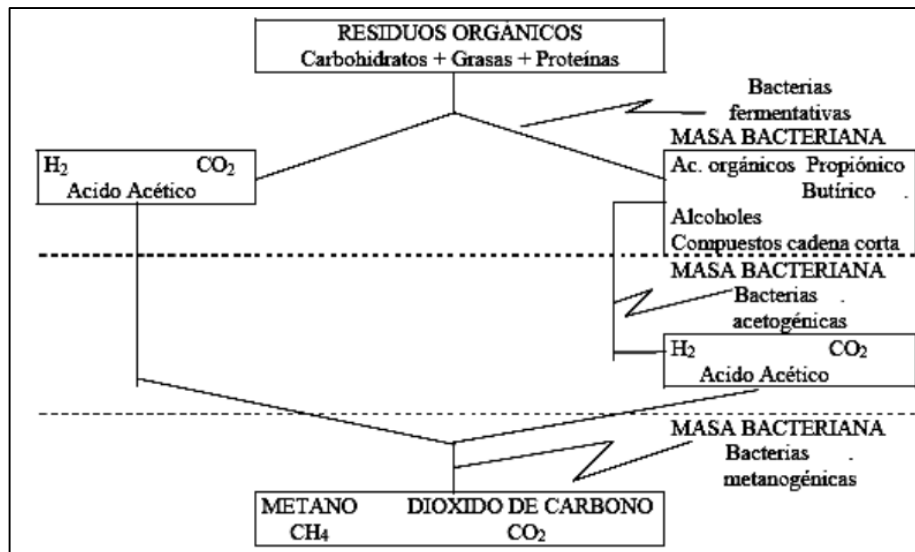 RESIDUOS ORGÁNICOS
Carbohidratos + Grasas + Proteínas
Bacterias
fermentativas
MASA BACTERIANA
H₂ CO₂
Acido Acético
Ac. orgánicos Propiónico
Butírico .
Alcoholes
Compuestos cadena corta
MASA BACTERIANA
Bacterias .
acetogénicas
H₂ CO₂
Acido Acético
MASA BACTERIANA
Bacterias .
metanogénicas
METANO DIOXIDO DE CARBONO
CH₄ CO₂